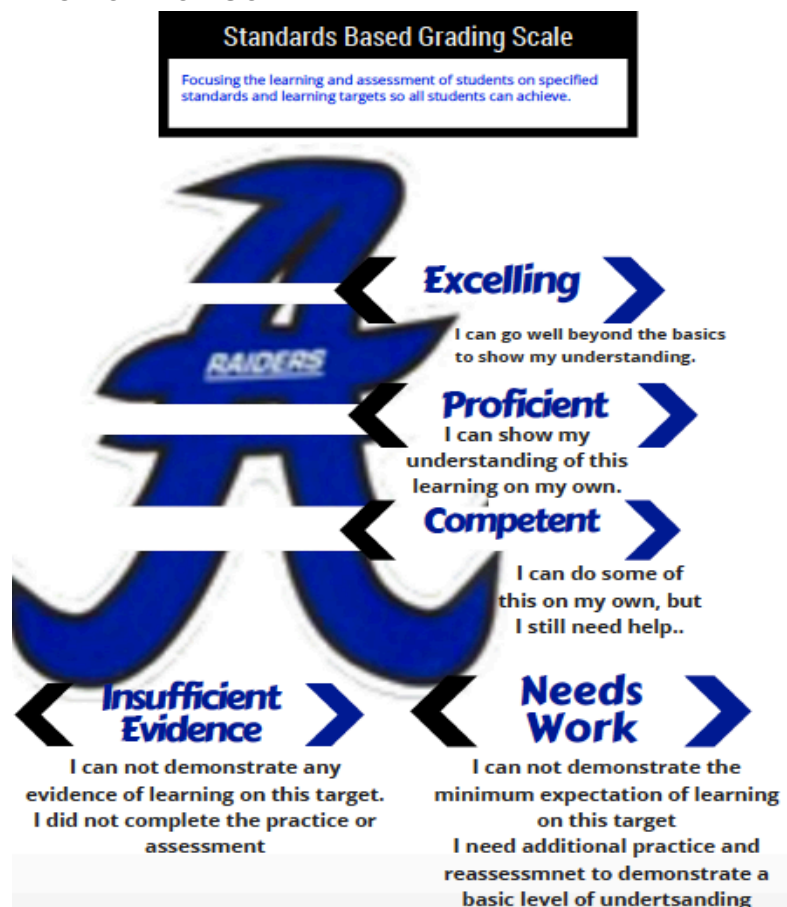 Standards Based Grading Scale
Focusing the learning and assessment of students on specified
standards and learning targets so all students can achieve.
Excelling
I can go well beyond the basics
to show my understanding.
RAIDERS
Proficient
I can show my
understanding of this
learning on my own.
Competent
I can do some of
this on my own, but
I still need help..
Insufficient
Evidence
I can not demonstrate any
evidence of learning on this target.
I did not complete the practice or
assessment
Needs
Work
I can not demonstrate the
minimum expectation of learning
on this target
I need additional practice and
reassessmnet to demonstrate a
basic level of undertsanding